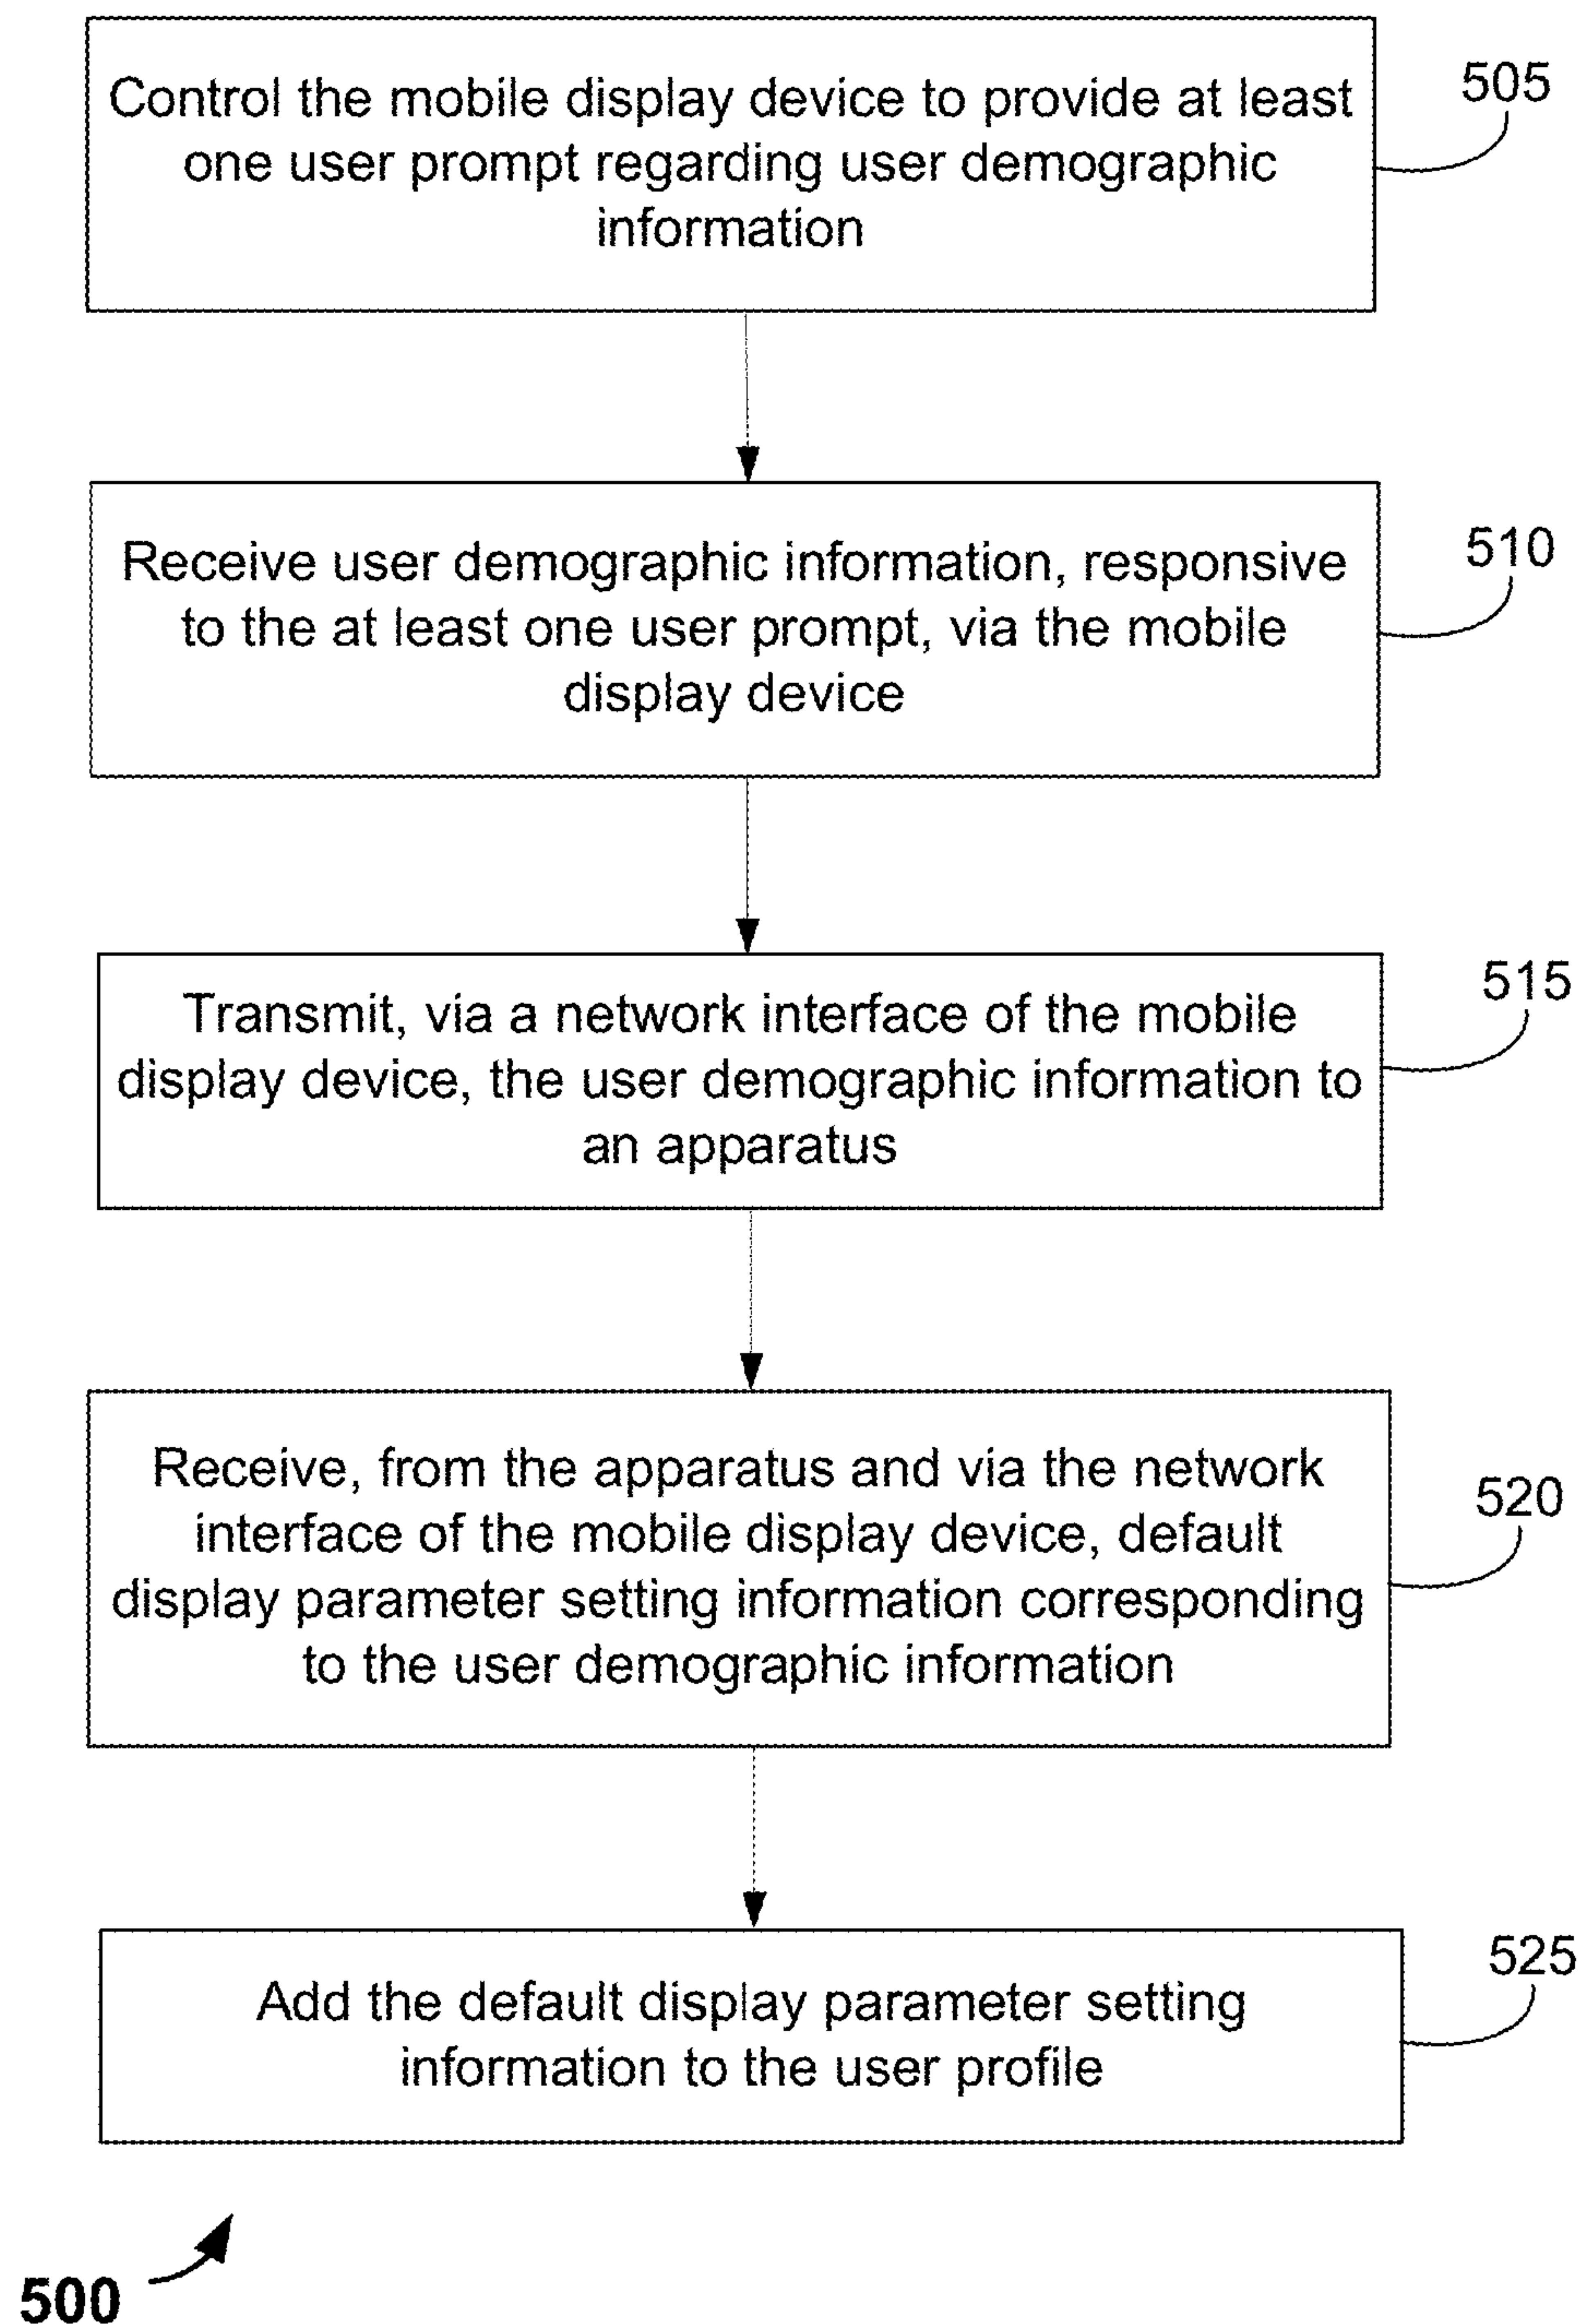 Control the mobile display device to provide at least
one user prompt regarding user demographic
information
505
Receive user demographic information, responsive
to the at least one user prompt, via the mobile
display device
510
Transmit, via a network interface of the mobile
display device, the user demographic information to
an apparatus
515
Receive, from the apparatus and via the network
interface of the mobile display device, default
display parameter setting information corresponding
to the user demographic information
520
Add the default display parameter setting
information to the user profile
525
500